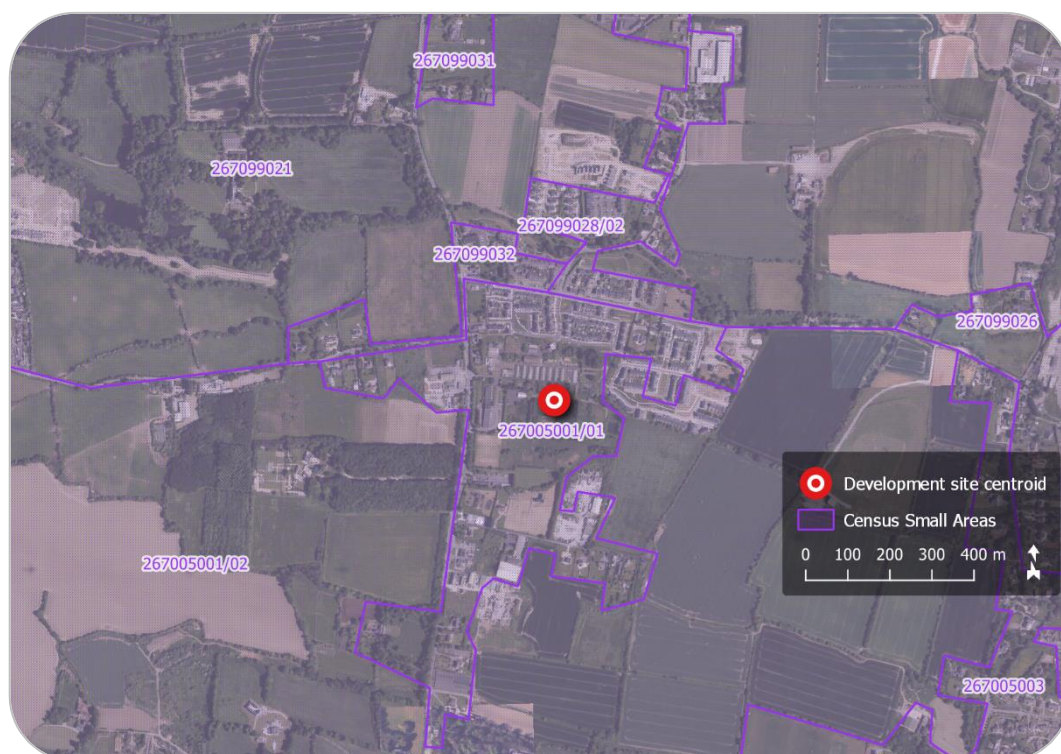 267099031
267099021
267099028/02
267099032
267099026
267005001/01
Development site centroid
Census Small Areas
0 100 200 300 400 m
267005001/02
267005003